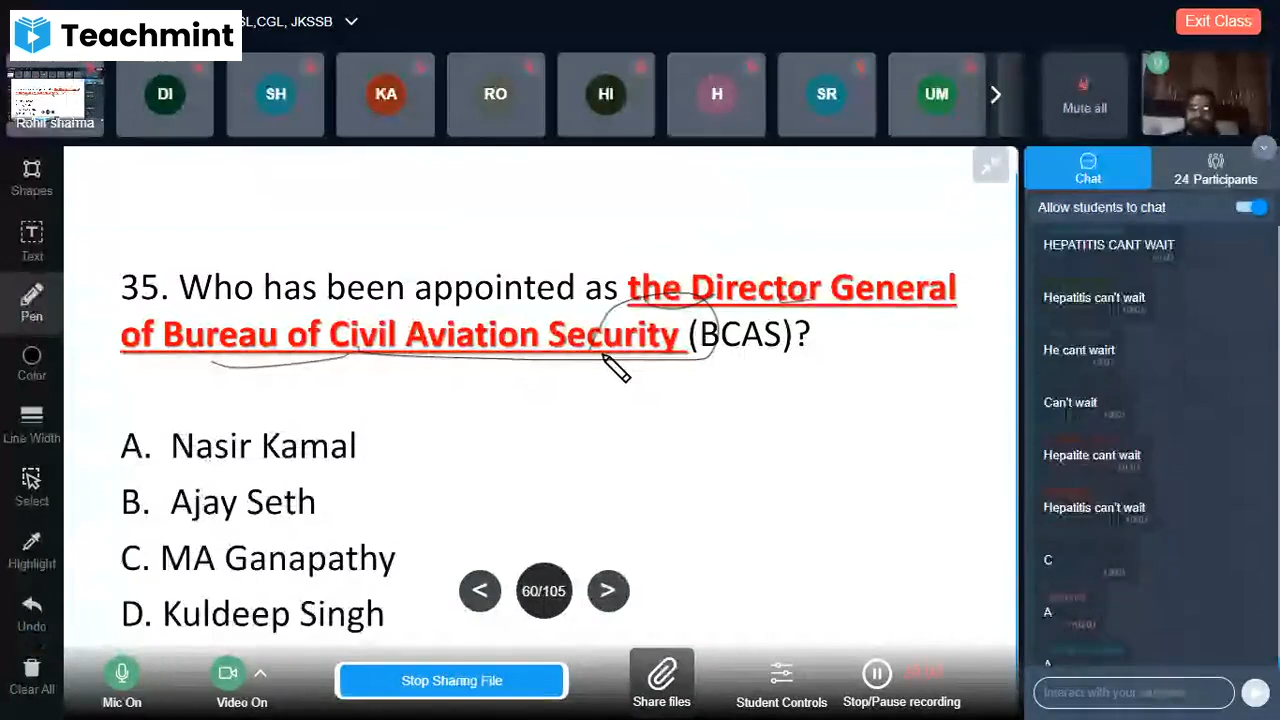 Teachmint
SL,CGL, JKSSB
Exit Class
DI
SH
KA
RO
HI
H
SR
UM
Mute all
Rohit sharma
Shapes
Text
Pen
Color
Line Width
Select
Highlight
Undo
Clear All
35. Who has been appointed as the Director General
of Bureau of Civil Aviation Security (BCAS)?
A. Nasir Kamal
B. Ajay Seth
C. MA Ganapathy
D. Kuldeep Singh
<
60/105
>
Chat
24 Participants
Allow students to chat
HEPATITIS CANT WAIT
Hepatitis can't wait
He cant wairt
Can't wait
Hepatite cant wait
Hepatitis can't wait
C
A
Interact with your
Mic On
Video On
Stop Sharing File
Share files
Student Controls
Stop/Pause recording